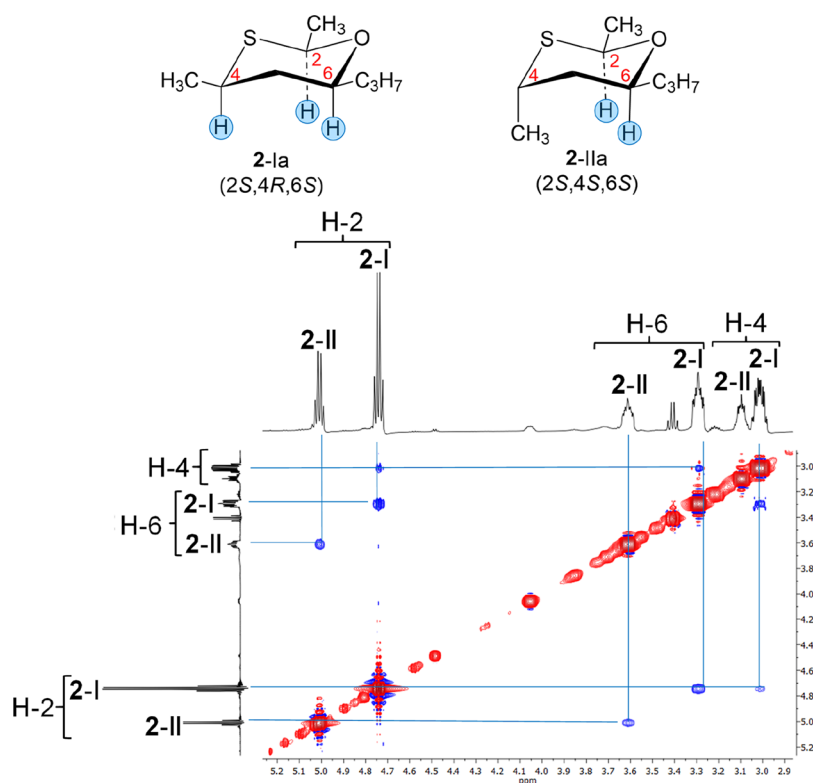 CH₃
S
O
2
H₃C
4
6
C₃H₇
H
H
H
2-Ia
(2S,4R,6S)
CH₃
S
O
2
4
6
C₃H₇
H
H
CH₃
2-IIa
(2S,4S,6S)
H-2
2-I
2-II
H-6
H-4
2-I
2-I
2-II
2-II
H-4
2-I
H-6
2-II
H-2
2-I
2-II
3.0
3.2
3.4
3.6
3.8
4.0
4.2
4.4
4.6
4.8
5.0
5.2
5.2 5.1 5.0 4.9 4.8 4.7 4.6 4.5 4.4 4.3 4.2 4.1 4.0 3.9 3.8 3.7 3.6 3.5 3.4 3.3 3.2 3.1 3.0 2.9
ppm